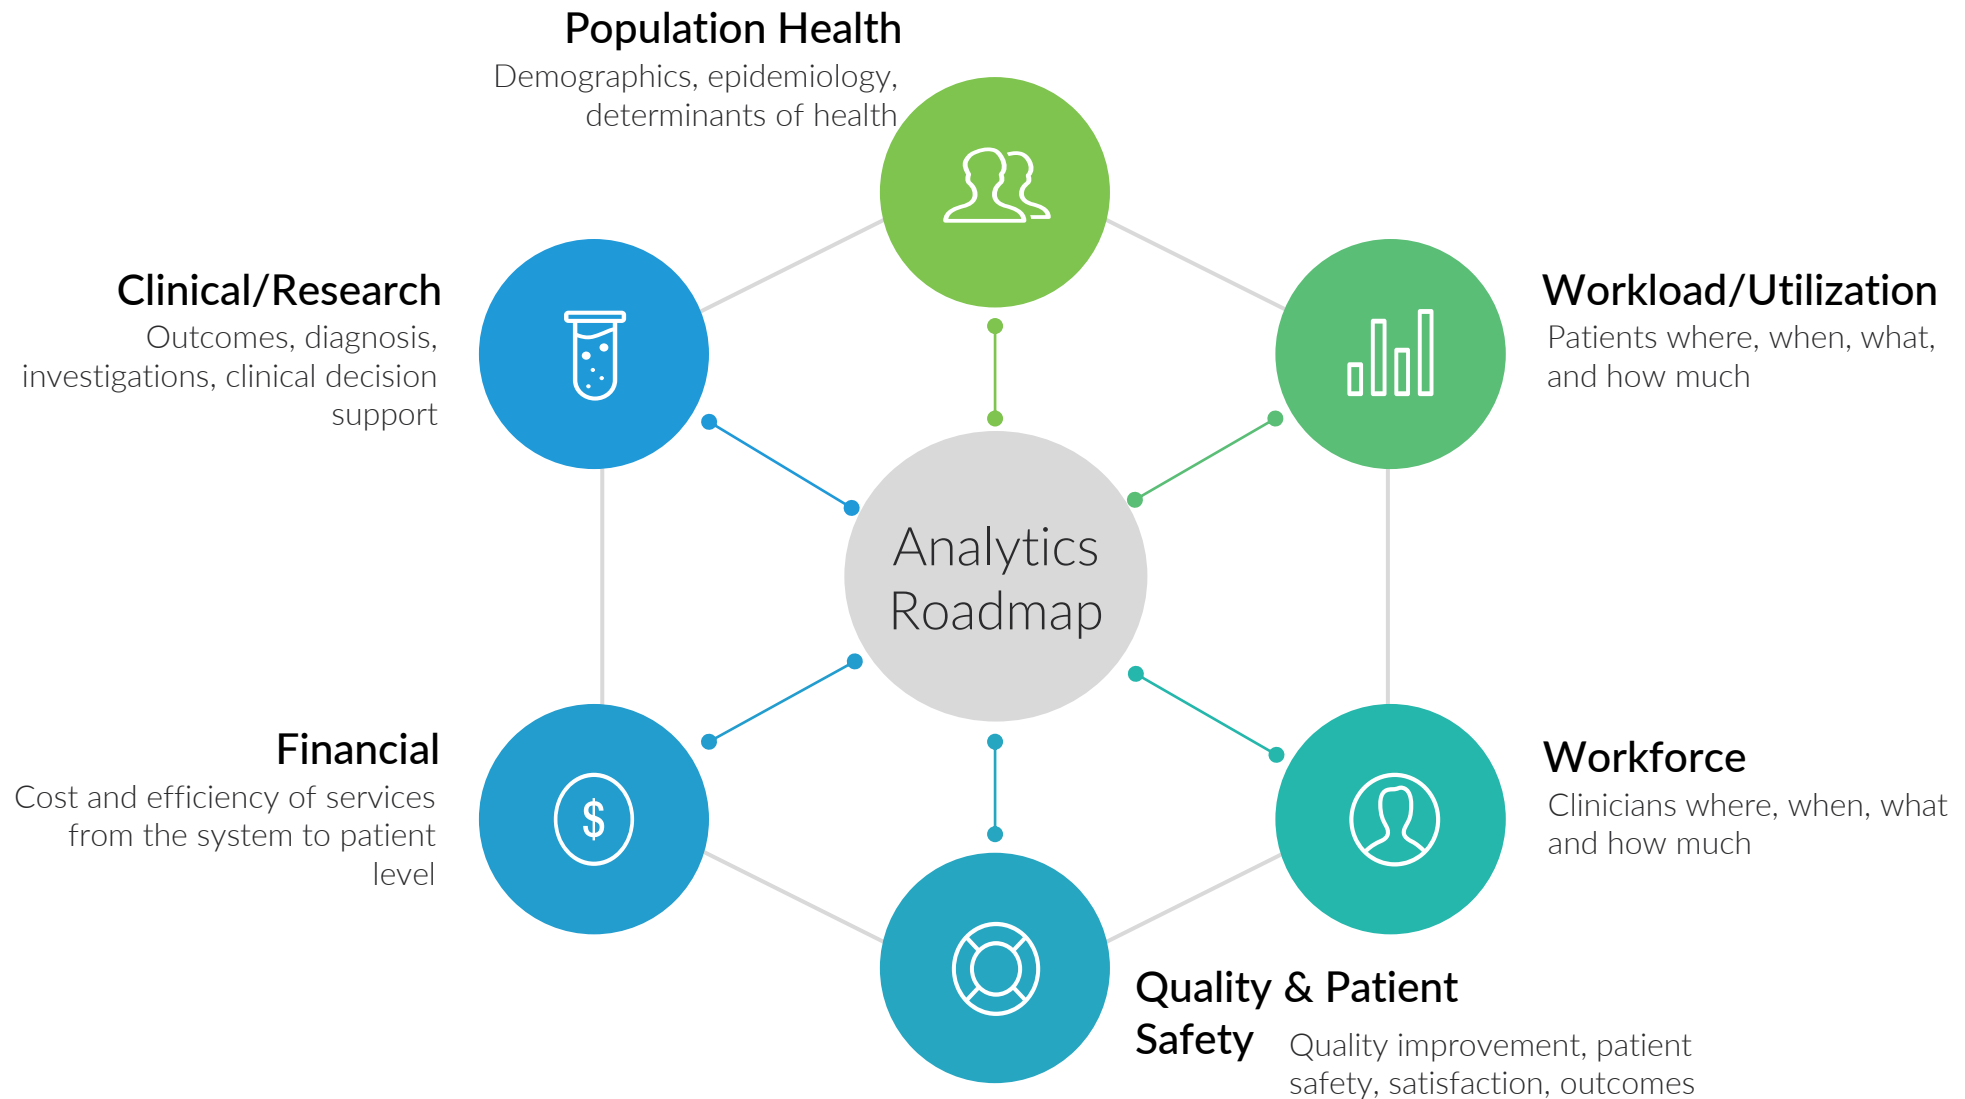 Population Health
Demographics, epidemiology,
determinants of health
Clinical/Research
Outcomes, diagnosis,
investigations, clinical decision
support
Workload/Utilization
Patients where, when, what,
and how much
Analytics
Roadmap
Financial
Cost and efficiency of services
from the system to patient
level
$
Workforce
Clinicians where, when, what
and how much
Quality & Patient
Safety
Quality improvement, patient
safety, satisfaction, outcomes